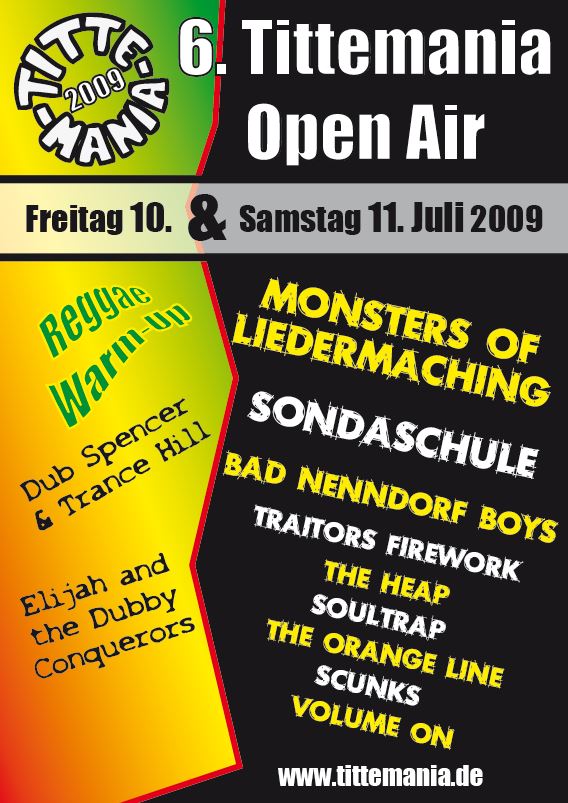 TITTE-
2009
-MANIA
6. Tittemania
Open Air
Freitag 10. & Samstag 11. Juli 2009
Reggae
Warm-Up
Dub Spencer
& Trance Hill
Elijah and
the Dubby
Conquerors
MONSTERS OF
LIEDERMACHING
SONDASCHULE
BAD NENNDORF BOYS
TRAITORS FIREWORK
THE HEAP
SOULTRAP
THE ORANGE LINE
SCUNKS
VOLUME ON
www.tittemania.de